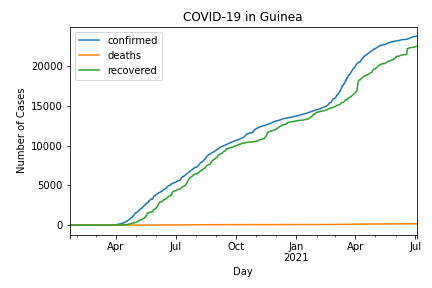 COVID-19 in Guinea
confirmed
deaths
recovered
Number of Cases
20000
15000
10000
5000
0
Apr
Jul
Oct
Jan
2021
Apr
Jul
Day